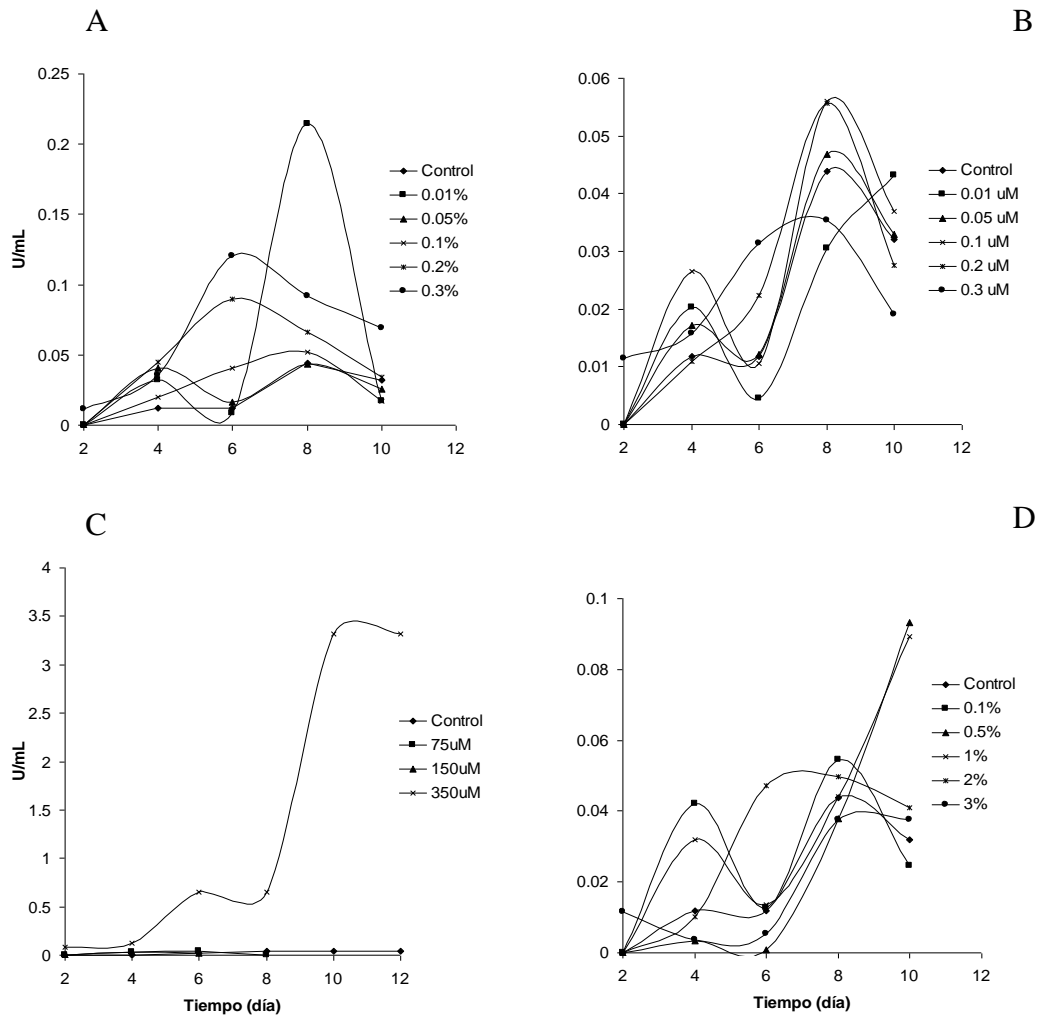 A
B
U/mL
0.25
0.2
0.15
0.1
0.05
0
2 4 6 8 10 12
Control
0.01%
0.05%
0.1%
0.2%
0.3%
0.06
0.05
0.04
0.03
0.02
0.01
0
2 4 6 8 10 12
Control
0.01 uM
0.05 uM
0.1 uM
0.2 uM
0.3 uM
C
D
U/mL
4
3.5
3
2.5
2
1.5
1
0.5
0
2 4 6 8 10 12
Tiempo (día)
Control
75uM
150uM
350uM
0.1
0.08
0.06
0.04
0.02
0
2 4 6 8 10 12
Tiempo (día)
Control
0.1%
0.5%
1%
2%
3%